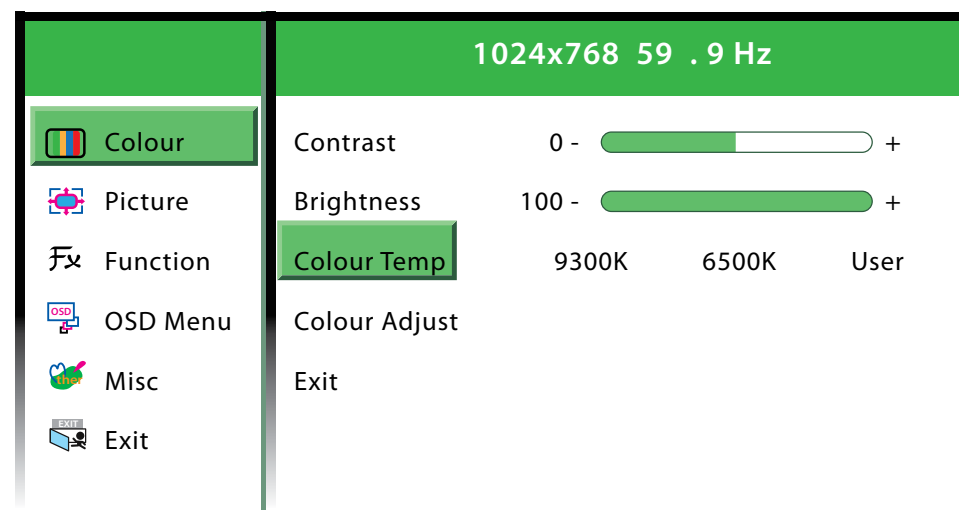 1024x768 59 . 9 Hz
Colour
Picture
Function
OSD
OSD Menu
ther
Misc
EXIT
Exit
Contrast 0 - +
Brightness 100 - +
Colour Temp 9300K 6500K User
Colour Adjust
Exit